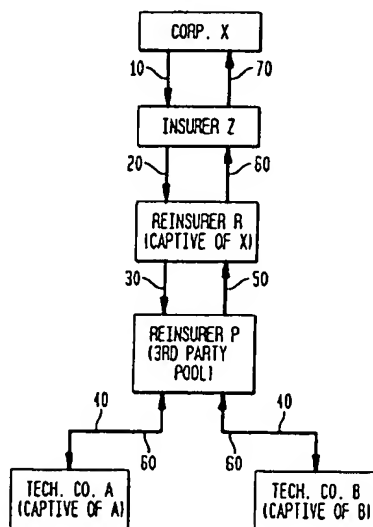 CORP. X
10
70
INSURER Z
20
60
REINSURER R
(CAPTIVE OF X)
30
50
REINSURER P
(3RD PARTY
POOL)
40
40
60
60
TECH. CO. A
(CAPTIVE OF A)
TECH. CO. B
(CAPTIVE OF B)